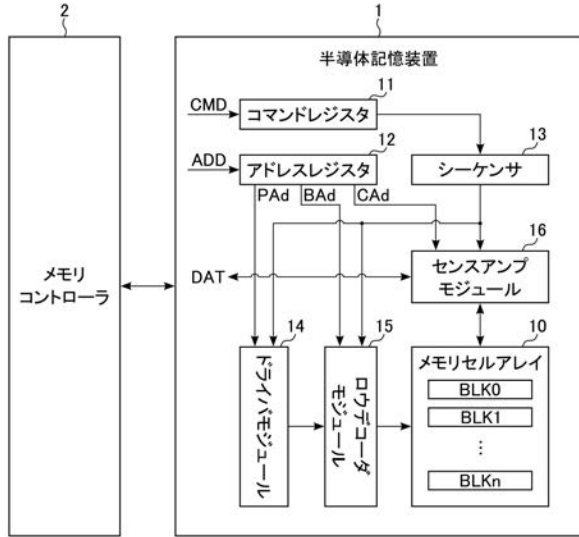 2
1
半導体記憶装置
11
CMD
コマンドレジスタ
12
13
ADD
アドレスレジスタ
シーケンサ
PAd
BAd
CAd
16
DAT
センスアンプ
モジュール
メモリ
コントローラ
14
15
10
ドライバモジュール
ロウデコーダ
モジュール
メモリセルアレイ
BLK0
BLK1
⋯
BLKn